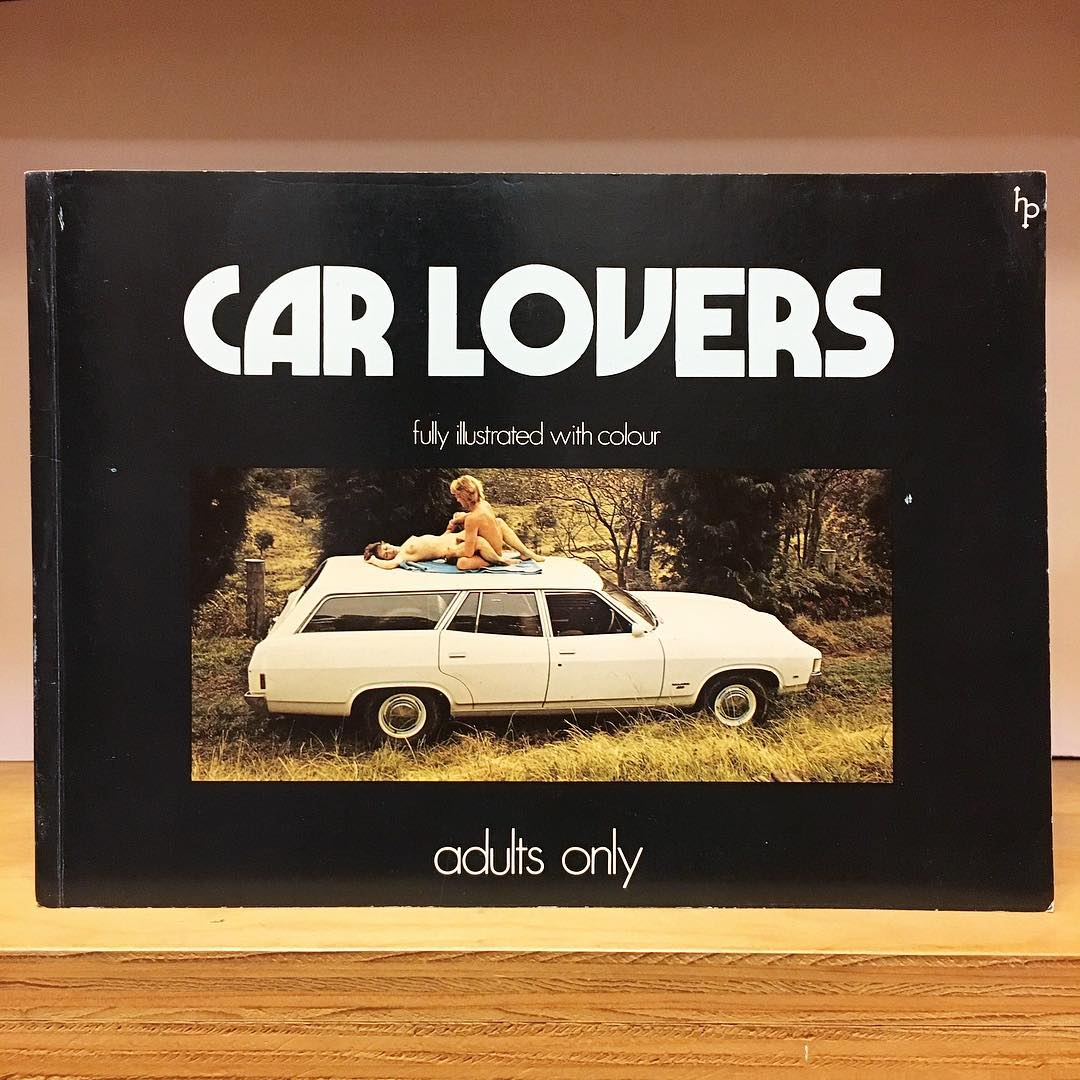 hp
CAR LOVERS
fully illustrated with colour
adults only